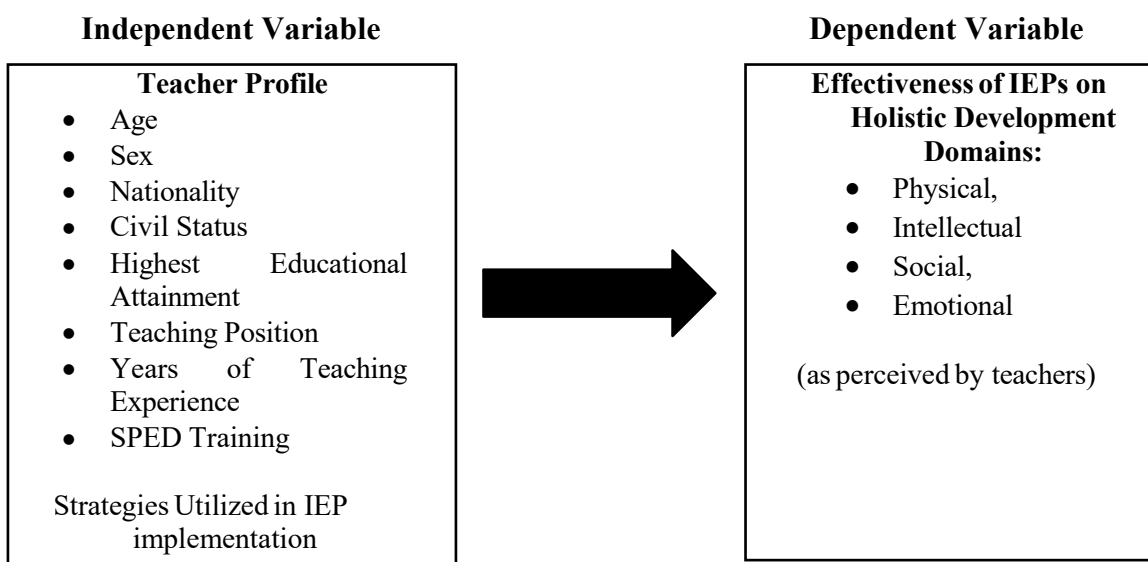 Independent Variable
Teacher Profile
• Age
• Sex
• Nationality
• Civil Status
• Highest Educational
Attainment
• Teaching Position
• Years of Teaching
Experience
• SPED Training
Strategies Utilized in IEP
implementation
Dependent Variable
Effectiveness of IEPs on
Holistic Development
Domains:
• Physical,
• Intellectual
• Social,
• Emotional
(as perceived by teachers)